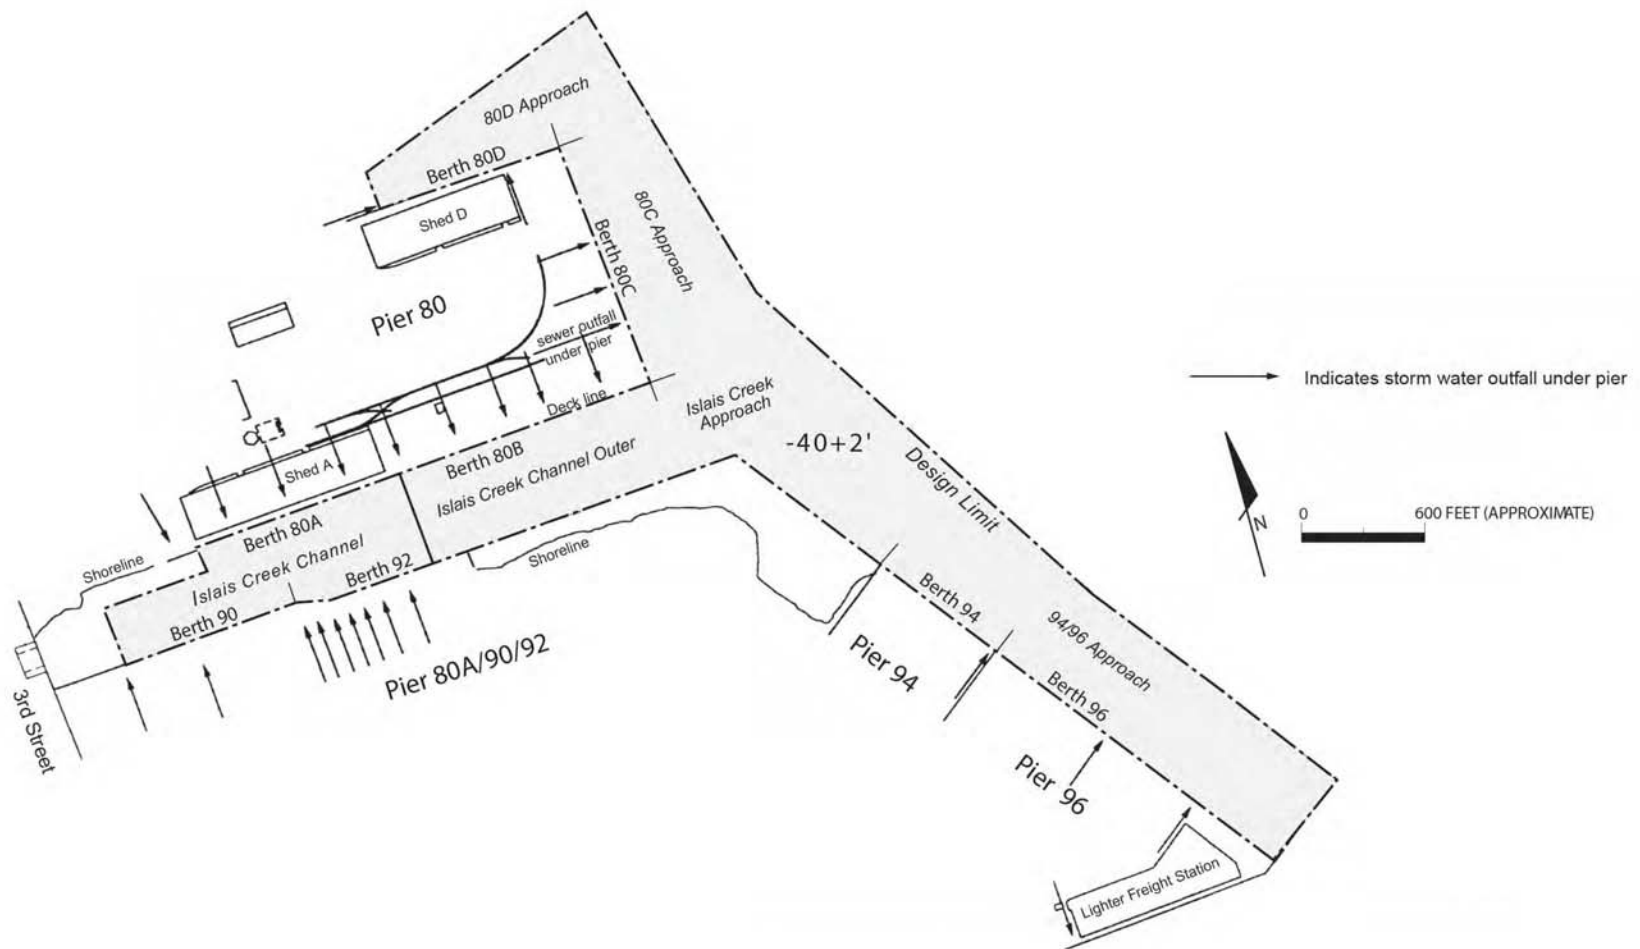 80D Approach
Berth 80D
Shed D
80C Approach
Berth 80C
Pier 80
sewer outfall
under pier
Deck line
Islais Creek
Approach
-40+2'
Design Limit
Indicates storm water outfall under pier
N
0
600 FEET (APPROXIMATE)
Shed A
Berth 80B
Islais Creek Channel Outer
Berth 80A
Islais Creek Channel
Berth 92
Berth 90
Shoreline
Shoreline
3rd Street
Pier 80A/90/92
Berth 94
Pier 94
94/96 Approach
Berth 96
Pier 96
Lighter Freight Station